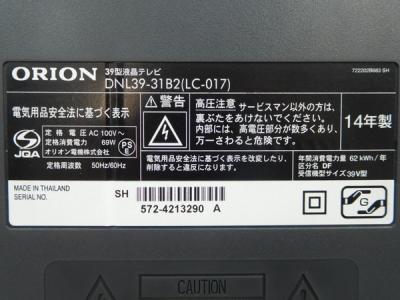 ORION
39型液晶テレビ
DNL39-31B2(LC-017)
722202B983 SH
電気用品安全法に基づく表示
JQA
定格電圧 AC 100V～
定格消費電力 69W
オリオン電機株式会社
定格周波数 50Hz/60Hz
PS
E
警告
高圧注意 サービスマン以外の方は、
裏ぶたをあけないでください。
内部には、高電圧部分が数多くあり、
万一さわると危険です。
電気用品安全法に基づく表示を改変したり、
削除すると違反になります。
14年製
年間消費電力量 62 kWh/年
区分名 DF
受信機型サイズ 39V型
MADE IN THAILAND
SERIAL NO.
SH
572-4213290 A
G
CAUTION